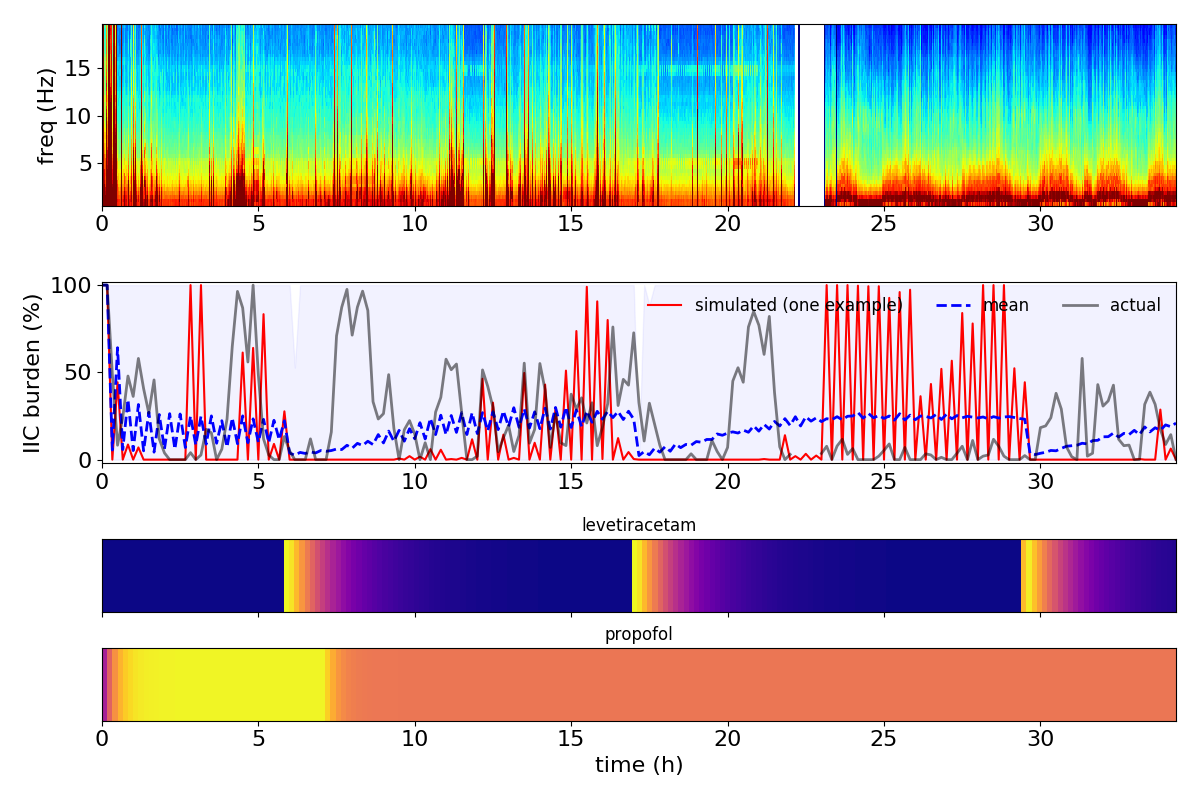 freq (Hz)
15
10
5
0 5 10 15 20 25 30
IIC burden (%)
100
50
0
simulated (one example) mean actual
0 5 10 15 20 25 30
levetiracetam
propofol
0 5 10 15 20 25 30
time (h)